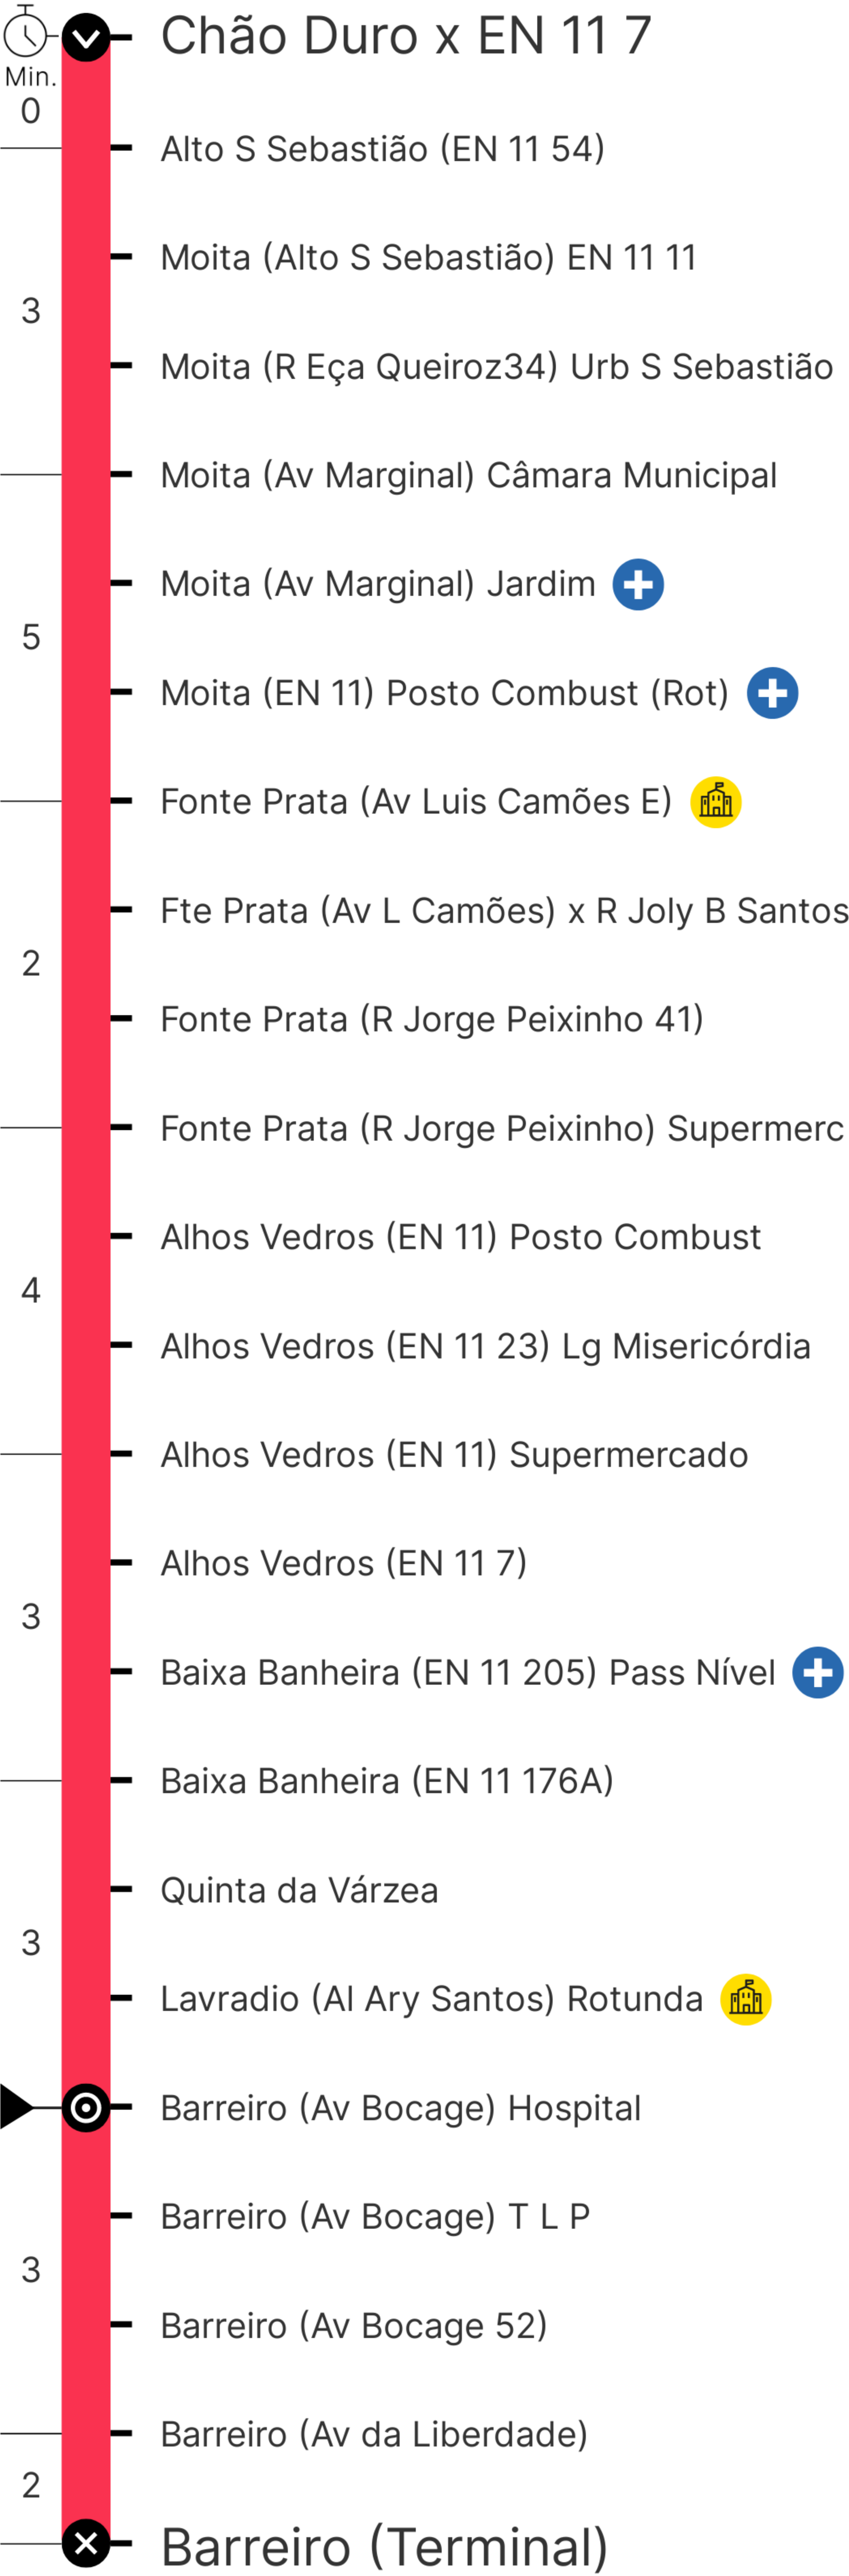 Chão Duro x EN 11 7
Min.
0
Alto S Sebastião (EN 11 54)
Moita (Alto S Sebastião) EN 11 11
3
Moita (R Eça Queiroz34) Urb S Sebastião
Moita (Av Marginal) Câmara Municipal
Moita (Av Marginal) Jardim
5
Moita (EN 11) Posto Combust (Rot)
Fonte Prata (Av Luis Camões E)
Fte Prata (Av L Camões) x R Joly B Santos
2
Fonte Prata (R Jorge Peixinho 41)
Fonte Prata (R Jorge Peixinho) Supermerc
Alhos Vedros (EN 11) Posto Combust
4
Alhos Vedros (EN 11 23) Lg Misericórdia
Alhos Vedros (EN 11) Supermercado
Alhos Vedros (EN 11 7)
3
Baixa Banheira (EN 11 205) Pass Nível
Baixa Banheira (EN 11 176A)
Quinta da Várzea
3
Lavradio (Al Ary Santos) Rotunda
Barreiro (Av Bocage) Hospital
Barreiro (Av Bocage) T L P
3
Barreiro (Av Bocage 52)
Barreiro (Av da Liberdade)
2
Barreiro (Terminal)